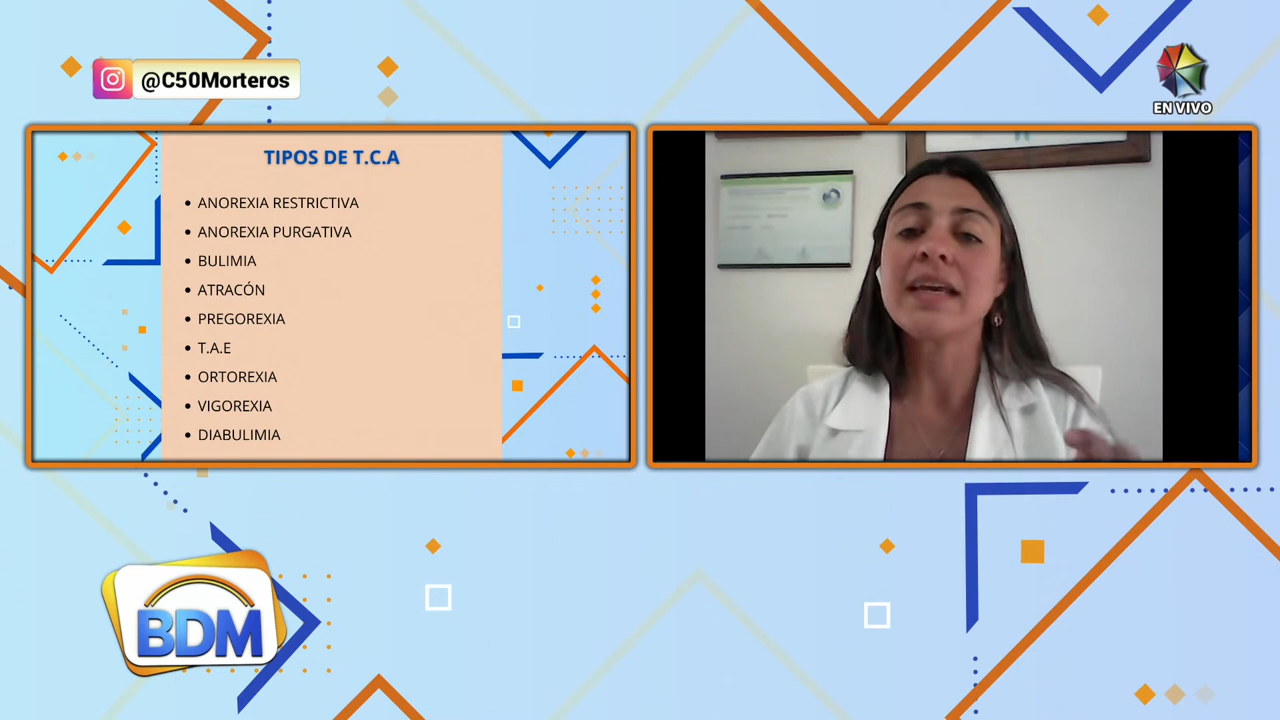 @C50Morteros
EN VIVO
TIPOS DE T.C.A
• ANOREXIA RESTRICTIVA
• ANOREXIA PURGATIVA
• BULIMIA
• ATRACÓN
• PREGOREXIA
• T.A.E
• ORTOREXIA
• VIGOREXIA
• DIABULIMIA
BDM